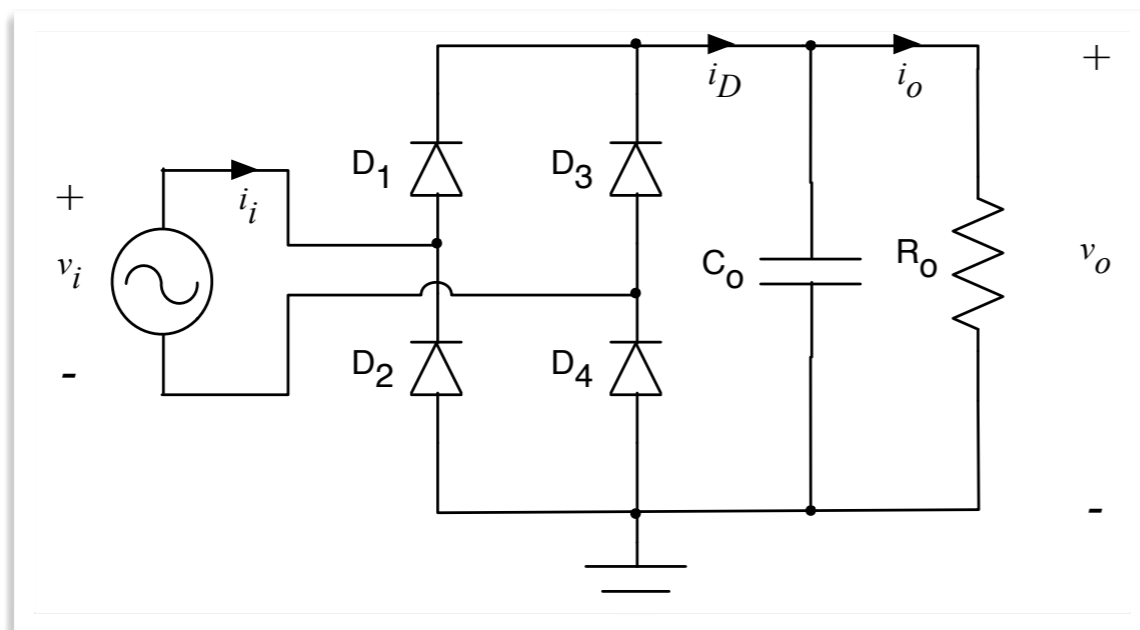 +
+
i_D
i_o
D_1
D_3
+
i_i
v_i
C_o
R_o
v_o
D_2
D_4
-
-